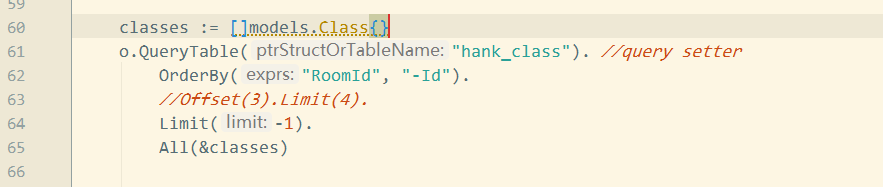 59
60 classes := []models.Class{}
61 o.QueryTable( ptrStructOrTableName: "hank_class"). //query setter
62 OrderBy( exprs: "RoomId", "-Id").
63 //Offset(3).Limit(4).
64 Limit( limit: -1).
65 All(&classes)
66